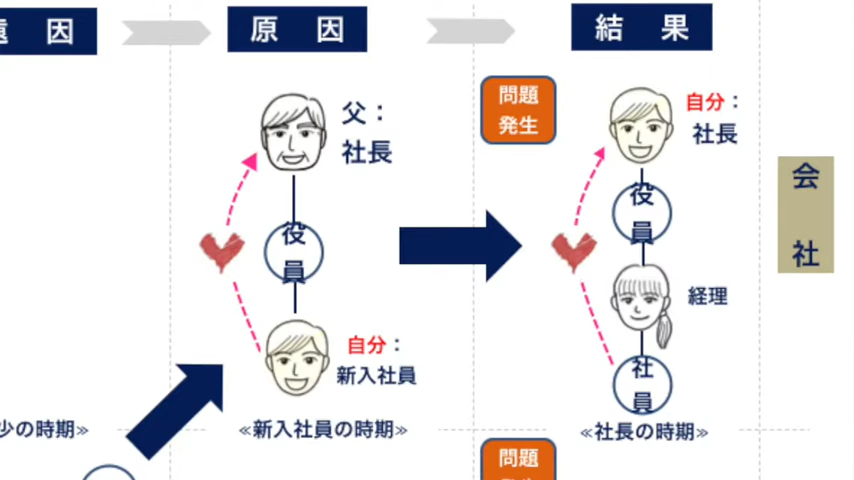 遠因
原因
結果
父：
社長
役
員
自分：
新入社員
≪新入社員の時期≫
問題
発生
自分：
社長
役
員
経理
社
員
≪社長の時期≫
会
社
少の時期≫
問題